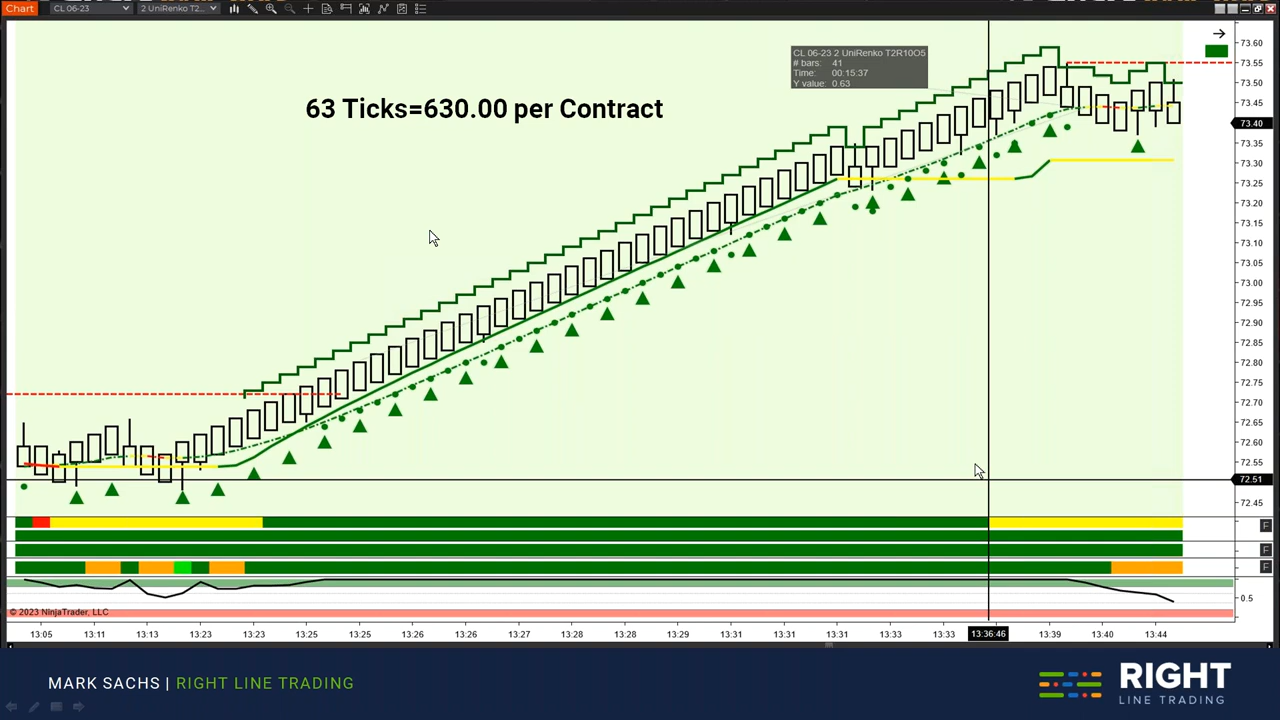 Chart
CL 06-23
2 UniRenko T2...
CL 06-23 2 UniRenko T2R10O5
# bars: 41
Time: 00:15:37
Y value: 0.63
63 Ticks=630.00 per Contract
73.60
73.55
73.50
73.45
73.40
73.35
73.30
73.25
73.20
73.15
73.10
73.05
73.00
72.95
72.90
72.85
72.80
72.75
72.70
72.65
72.60
72.55
72.51
72.45
F
F
F
0.5
© 2023 NinjaTrader, LLC
13:05 13:11 13:13 13:23 13:23 13:25 13:25 13:26 13:26 13:27 13:28 13:28 13:29 13:31 13:31 13:33 13:33 13:36:46 13:39 13:40 13:44
MARK SACHS | RIGHT LINE TRADING
RIGHT
LINE TRADING